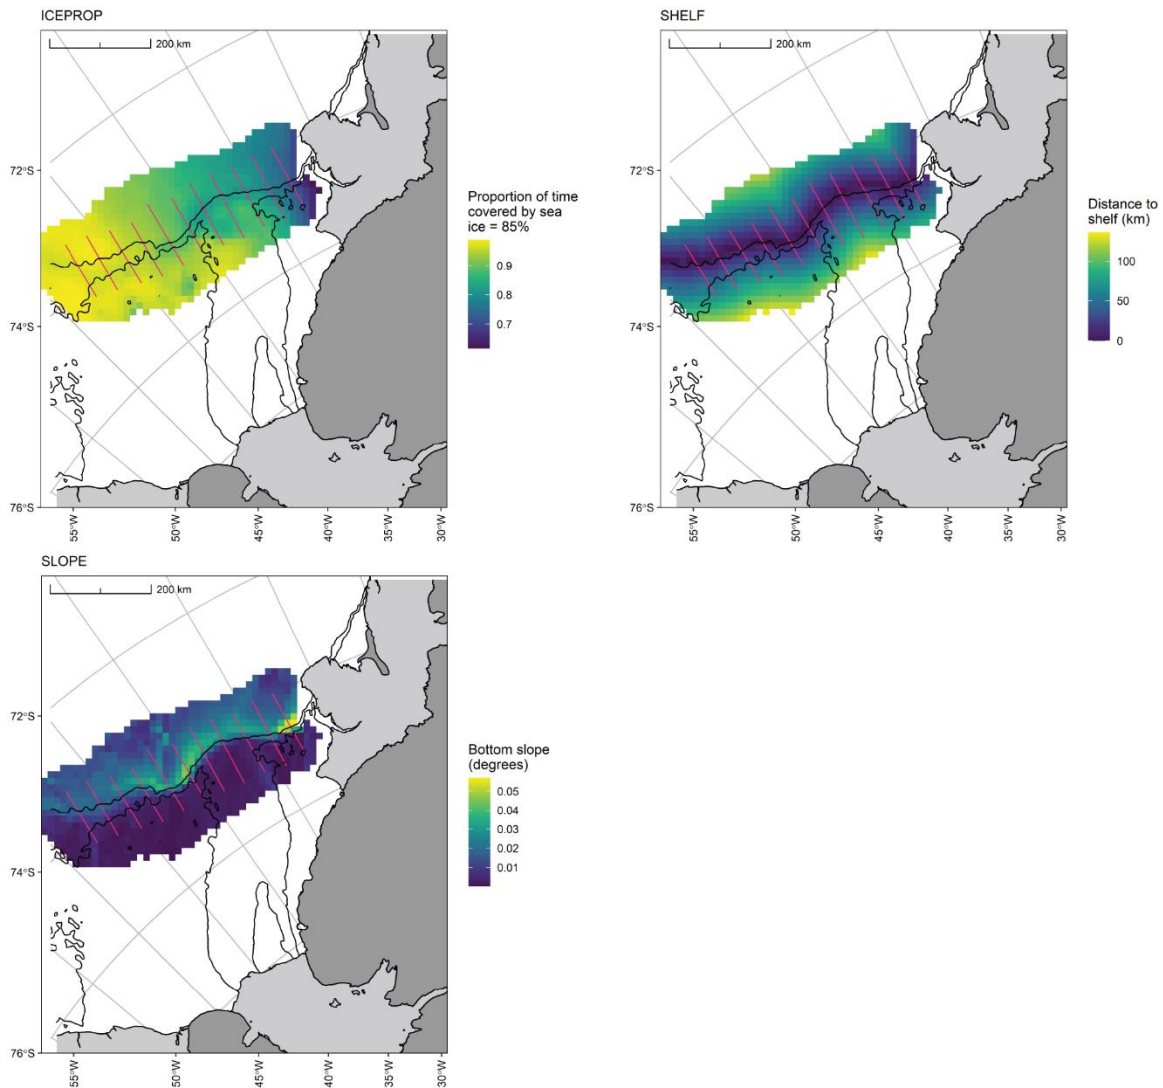 ICEPROP
200 km
72°S
74°S
76°S
55°W
50°W
45°W
40°W
35°W
30°W
Proportion of time
covered by sea
ice = 85%
0.9
0.8
0.7
SHELF
200 km
72°S
74°S
76°S
55°W
50°W
45°W
40°W
35°W
30°W
Distance to
shelf (km)
100
50
0
SLOPE
200 km
72°S
74°S
76°S
55°W
50°W
45°W
40°W
35°W
30°W
Bottom slope
(degrees)
0.05
0.04
0.03
0.02
0.01